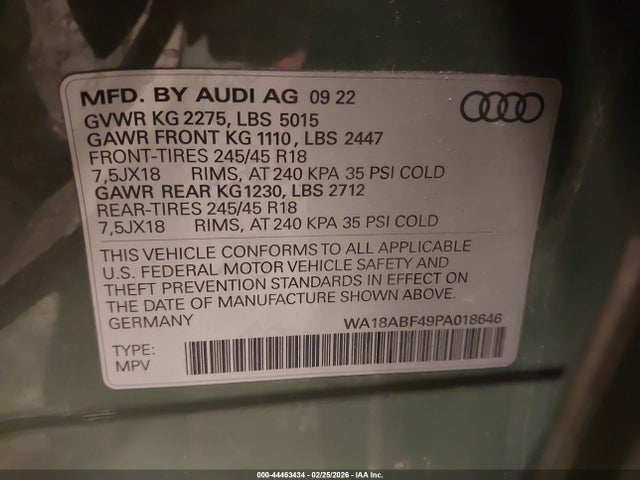 MFD. BY AUDI AG 09 22
GVWR KG 2275, LBS 5015
GAWR FRONT KG 1110, LBS 2447
FRONT-TIRES 245/45 R18
7,5JX18 RIMS, AT 240 KPA 35 PSI COLD
GAWR REAR KG1230, LBS 2712
REAR-TIRES 245/45 R18
7,5JX18 RIMS, AT 240 KPA 35 PSI COLD
THIS VEHICLE CONFORMS TO ALL APPLICABLE
U.S. FEDERAL MOTOR VEHICLE SAFETY AND
THEFT PREVENTION STANDARDS IN EFFECT ON
THE DATE OF MANUFACTURE SHOWN ABOVE.
GERMANY WA18ABF49PA018646
TYPE:
MPV
000-44463434 - 02/25/2026 - IAA Inc.